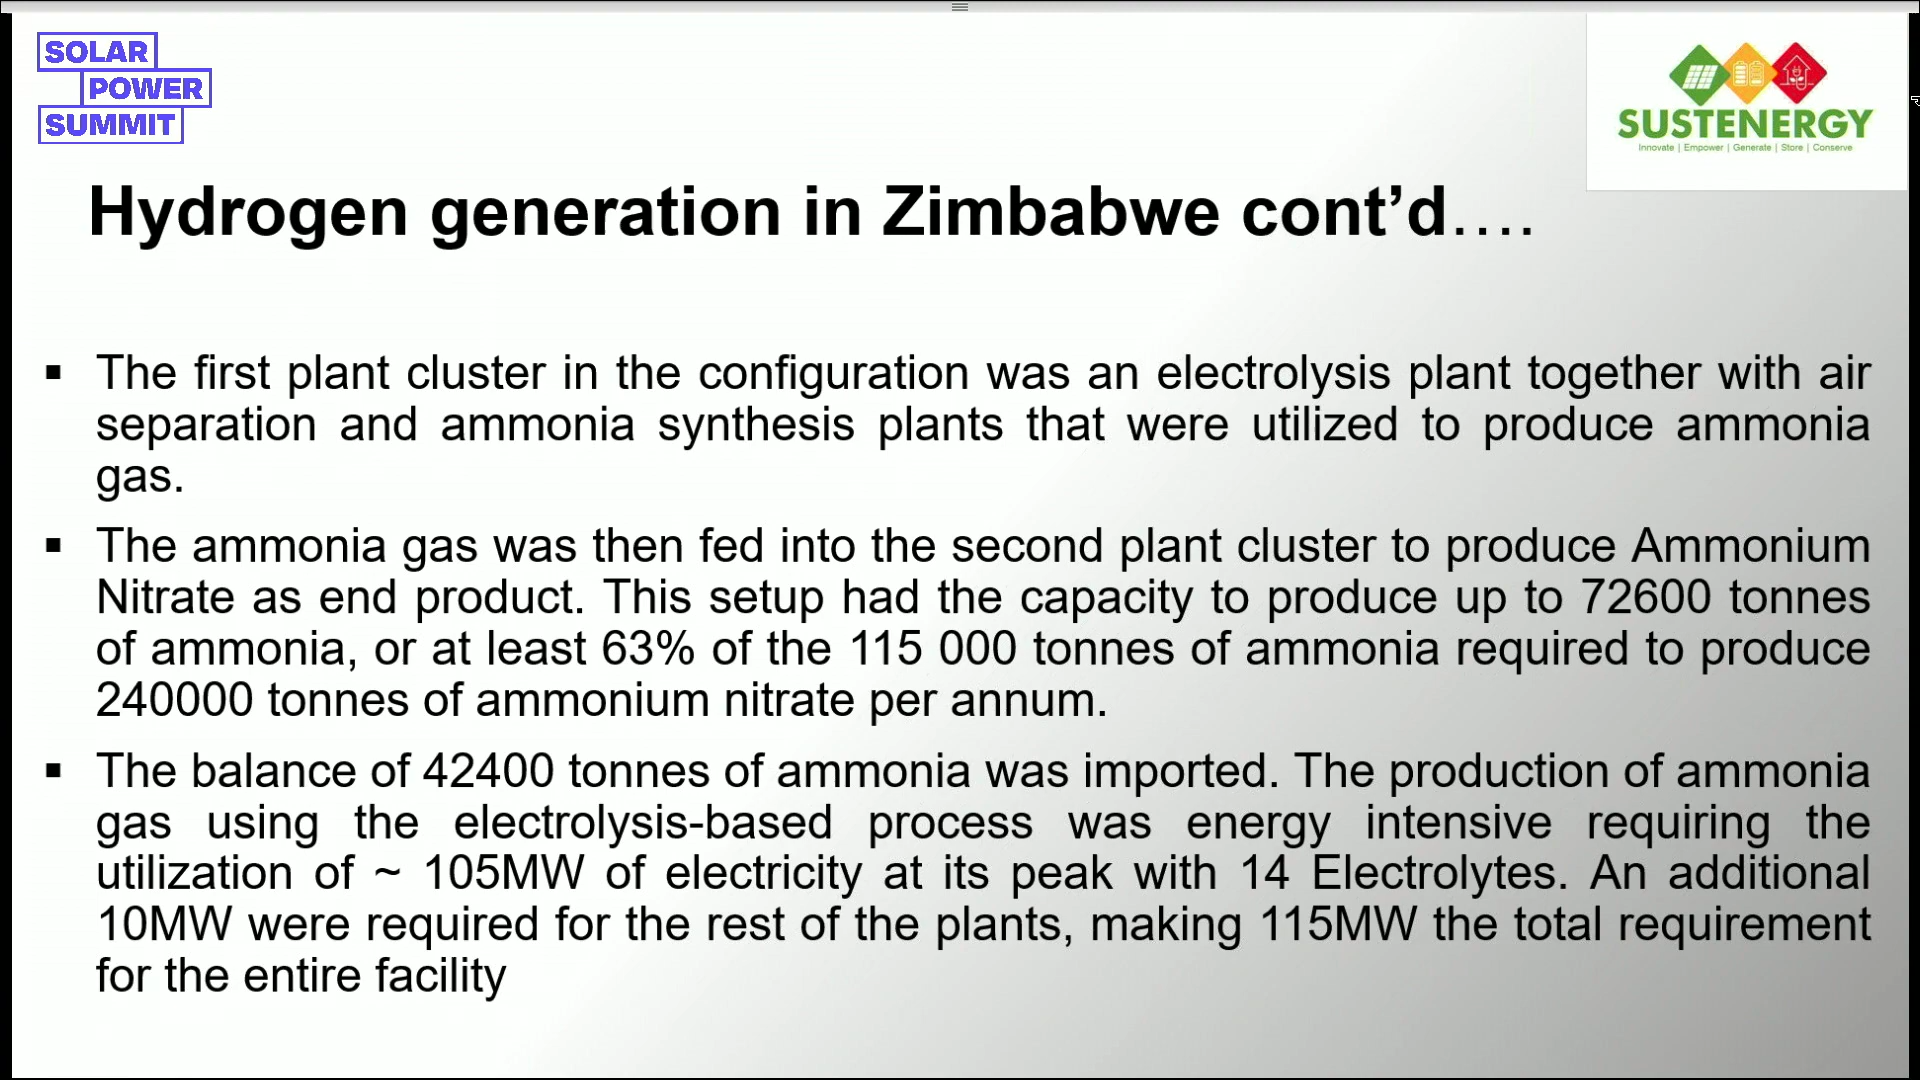 SOLAR
POWER
SUMMIT
SUSTENERGY
Innovate | Empower | Generate | Store | Conserve
Hydrogen generation in Zimbabwe cont’d….
▪ The first plant cluster in the configuration was an electrolysis plant together with air
separation and ammonia synthesis plants that were utilized to produce ammonia
gas.
▪ The ammonia gas was then fed into the second plant cluster to produce Ammonium
Nitrate as end product. This setup had the capacity to produce up to 72600 tonnes
of ammonia, or at least 63% of the 115 000 tonnes of ammonia required to produce
240000 tonnes of ammonium nitrate per annum.
▪ The balance of 42400 tonnes of ammonia was imported. The production of ammonia
gas using the electrolysis-based process was energy intensive requiring the
utilization of ~ 105MW of electricity at its peak with 14 Electrolytes. An additional
10MW were required for the rest of the plants, making 115MW the total requirement
for the entire facility